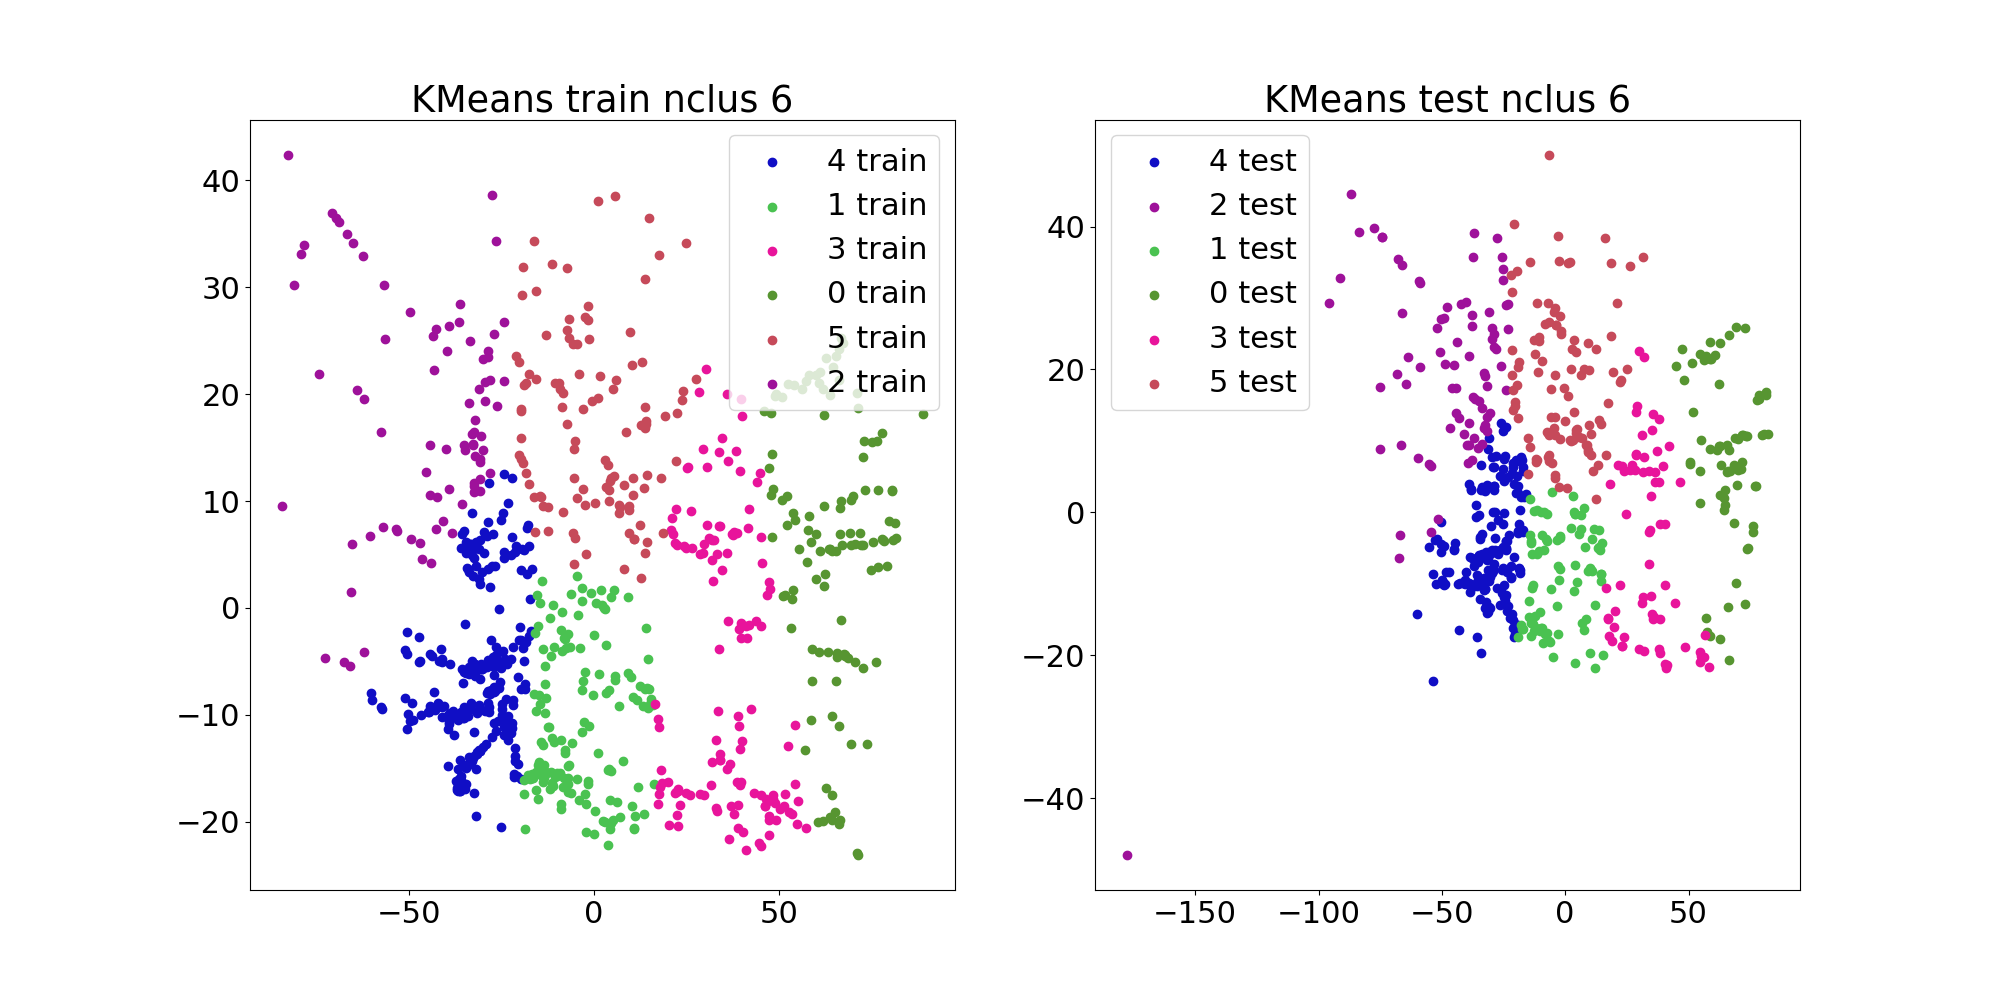 KMeans train nclus 6
40
30
20
10
0
−10
−20
−50
0
50
4 train
1 train
3 train
0 train
5 train
2 train
KMeans test nclus 6
40
20
0
−20
−40
−150
−100
−50
0
50
4 test
2 test
1 test
0 test
3 test
5 test